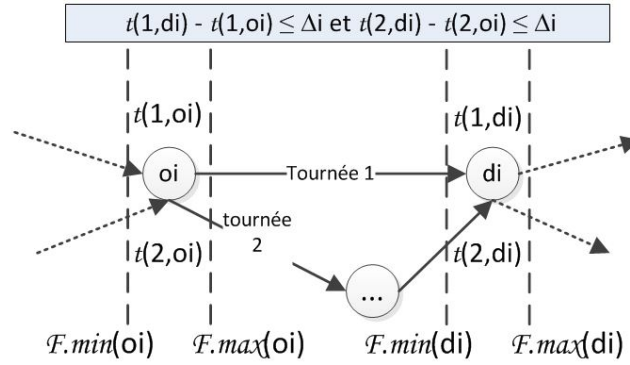 t(1,di) - t(1,oi) ≤ Δi et t(2,di) - t(2,oi) ≤ Δi
t(1,oi)
t(1,di)
oi
Tournée 1
di
tournée
2
t(2,oi)
t(2,di)
...
F.min(oi)
F.max(oi)
F.min(di)
F.max(di)